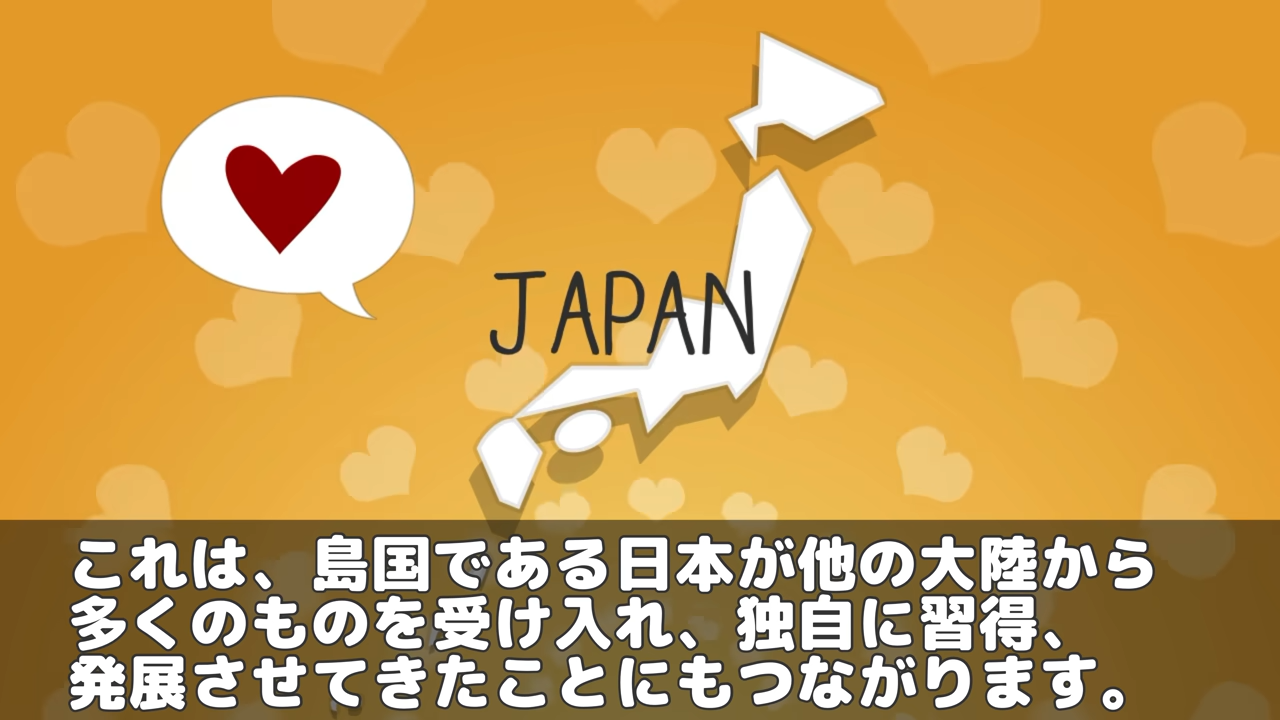 JAPAN
これは、島国である日本が他の大陸から
多くのものを受け入れ、独自に習得、
発展させてきたことにもつながります。